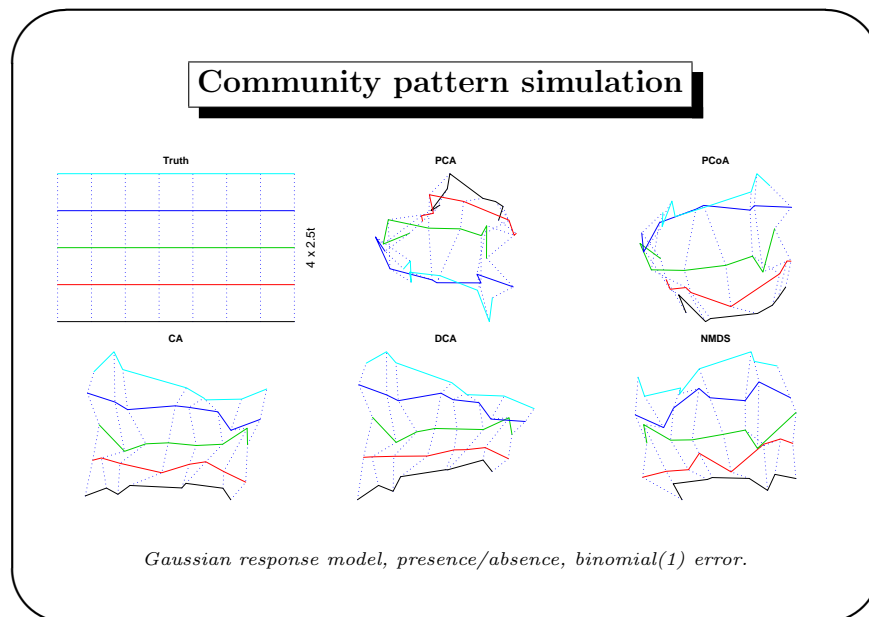 Community pattern simulation
Truth
PCA
PCoA
4 x 2.5t
CA
DCA
NMDS
Gaussian response model, presence/absence, binomial(1) error.